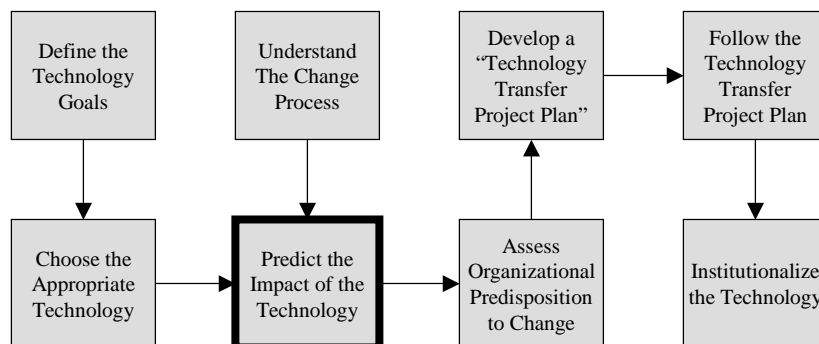 Define the
Technology
Goals
Understand
The Change
Process
Develop a
“Technology
Transfer
Project Plan”
Follow the
Technology
Transfer
Project Plan
Choose the
Appropriate
Technology
Predict the
Impact of the
Technology
Assess
Organizational
Predisposition
to Change
Institutionalize
the Technology